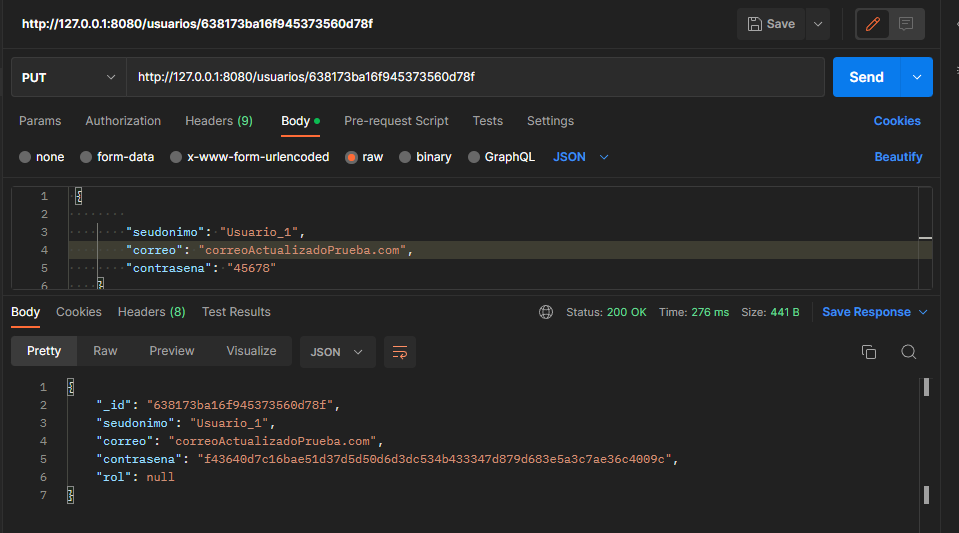 http://127.0.0.1:8080/usuarios/638173ba16f945373560d78f
Save
PUT
http://127.0.0.1:8080/usuarios/638173ba16f945373560d78f
Send
Params Authorization Headers (9) Body Pre-request Script Tests Settings Cookies
none form-data x-www-form-urlencoded raw binary GraphQL JSON Beautify
1 {
2
3 "seudonimo": "Usuario_1",
4 "correo": "correoActualizadoPrueba.com",
5 "contrasena": "45678"
6 }
Body Cookies Headers (8) Test Results Status: 200 OK Time: 276 ms Size: 441 B Save Response
Pretty Raw Preview Visualize JSON
1 {
2 "_id": "638173ba16f945373560d78f",
3 "seudonimo": "Usuario_1",
4 "correo": "correoActualizadoPrueba.com",
5 "contrasena": "f43640d7c16bae51d37d5d50d6d3dc534b433347d879d683e5a3c7ae36c4009c",
6 "rol": null
7 }